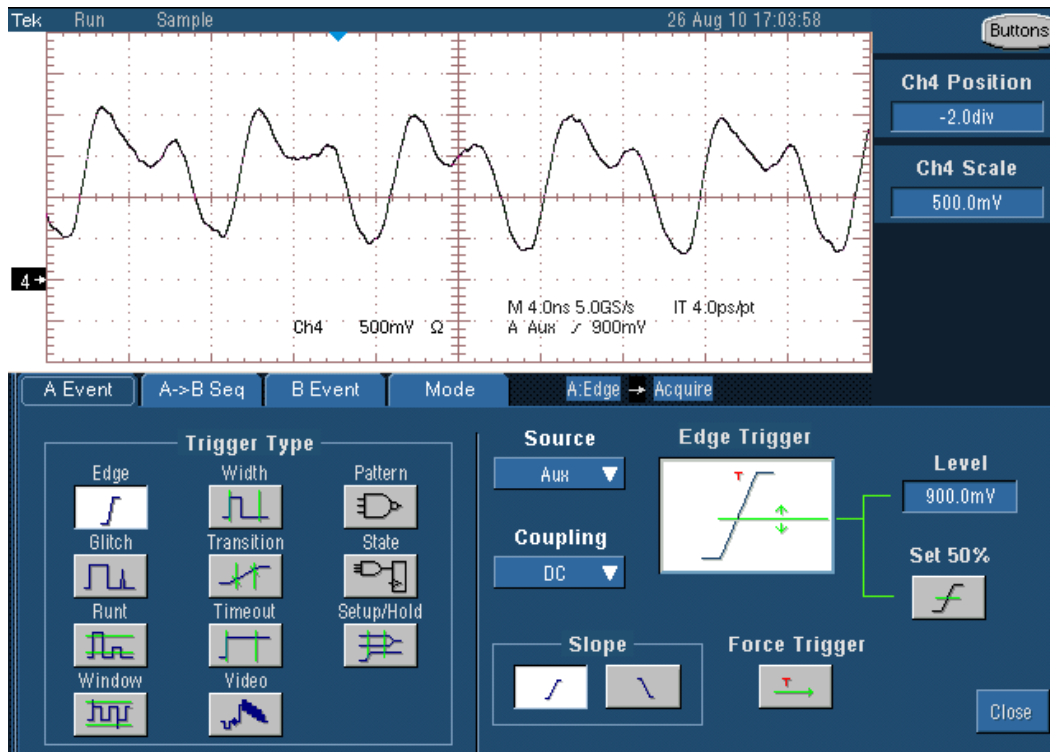 Tek Run Sample 26 Aug 10 17:03:58
Buttons
Ch4 Position
-2.0div
Ch4 Scale
500.0mV
4
M 4.0ns 5.0GS/s IT 4.0ps/pt
Ch4 500mV Ω A Aux 900mV
A Event A->B Seq B Event Mode A:Edge Acquire
Trigger Type
Edge Width Pattern
Glitch Transition State
Runt Timeout Setup/Hold
Window Video
Source
Aux
Coupling
DC
Slope
Edge Trigger
T
Level
900.0mV
Set 50%
Force Trigger
T
Close